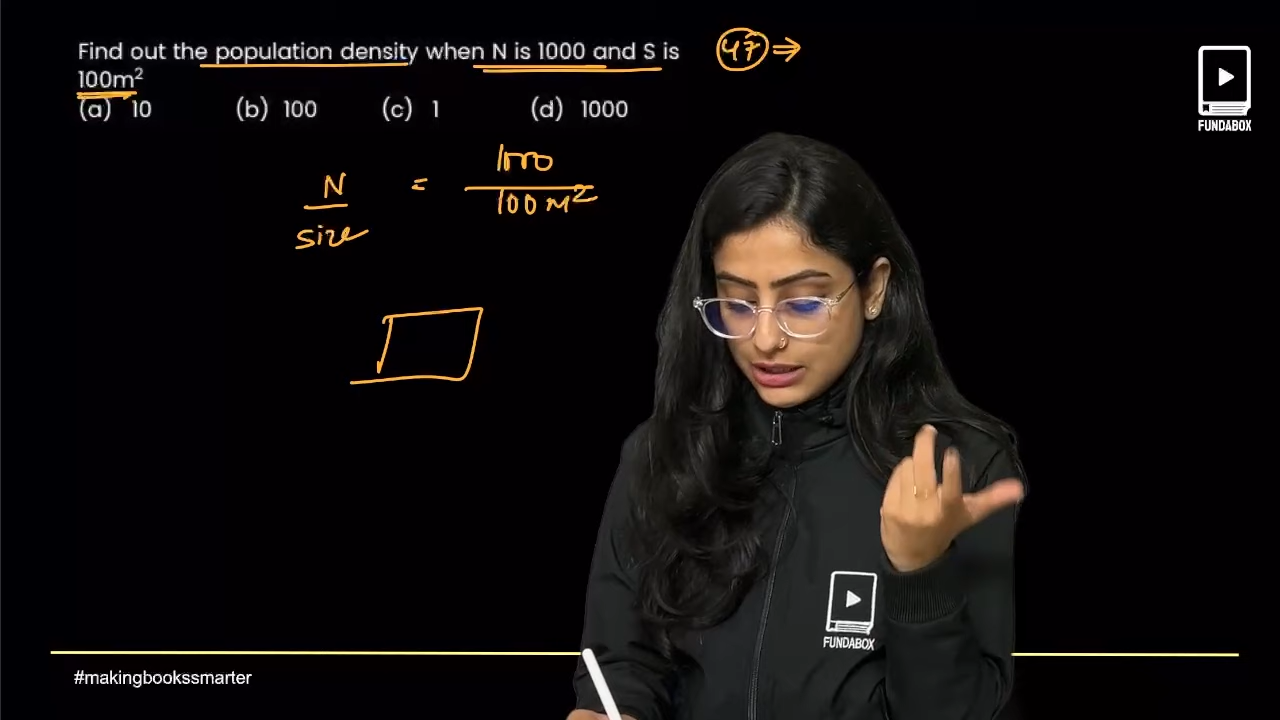 Find out the population density when N is 1000 and S is
100m²
(a) 10 (b) 100 (c) 1 (d) 1000
47 ⇒
FUNDABOX
N/size = 1000/100 M²
FUNDABOX
#makingbookssmarter